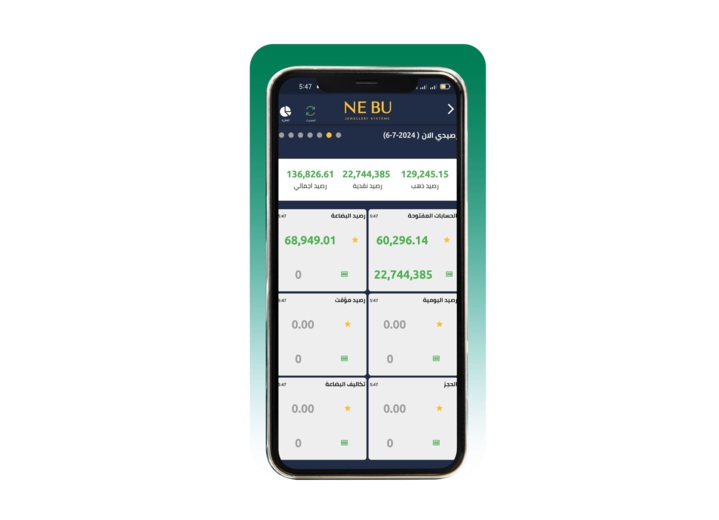 5:47
NEBU
JEWELLERY SYSTEMS
رصيدي الان ( 2024-7-6)
129,245.15 22,744,385 136,826.61
رصيد ذهب رصيد نقدية رصيد اجمالي
الحسابات المفتوحة 5:47 رصيد البضاعة 5:47
60,296.14 68,949.01
22,744,385 0
رصيد اليومية 5:47 رصيد مؤقت 5:47
0.00 0.00
0 0
الحجز 5:47 تكاليف البضاعة 5:47
0.00 0.00
0 0